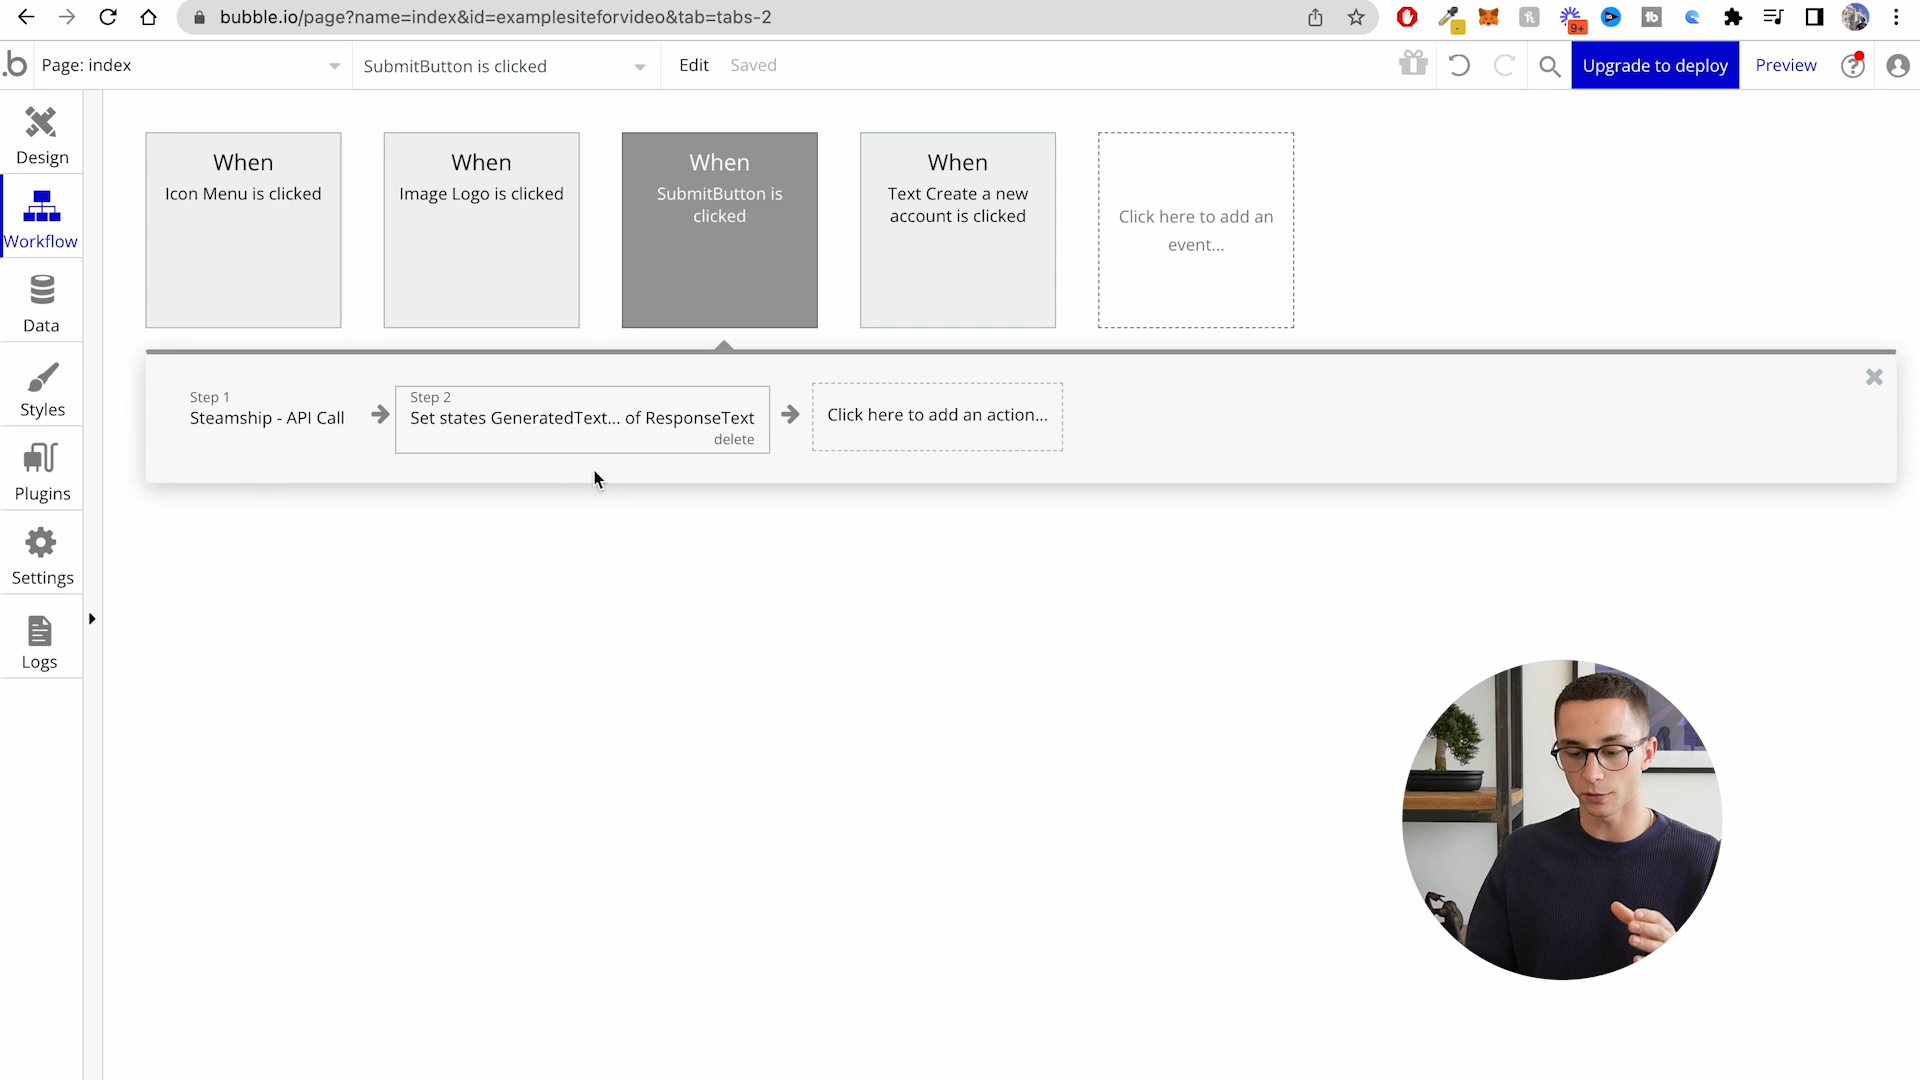 bubble.io/page?name=index&id=examplesiteforvideo&tab=tabs-2
9+
h
tb
.b
Page: index
SubmitButton is clicked
Edit
Saved
Upgrade to deploy
Preview
Design
Workflow
Data
Styles
Plugins
Settings
Logs
When
Icon Menu is clicked
When
Image Logo is clicked
When
SubmitButton is
clicked
When
Text Create a new
account is clicked
Click here to add an
event...
Step 1
Steamship - API Call
Step 2
Set states GeneratedText... of ResponseText
delete
Click here to add an action...